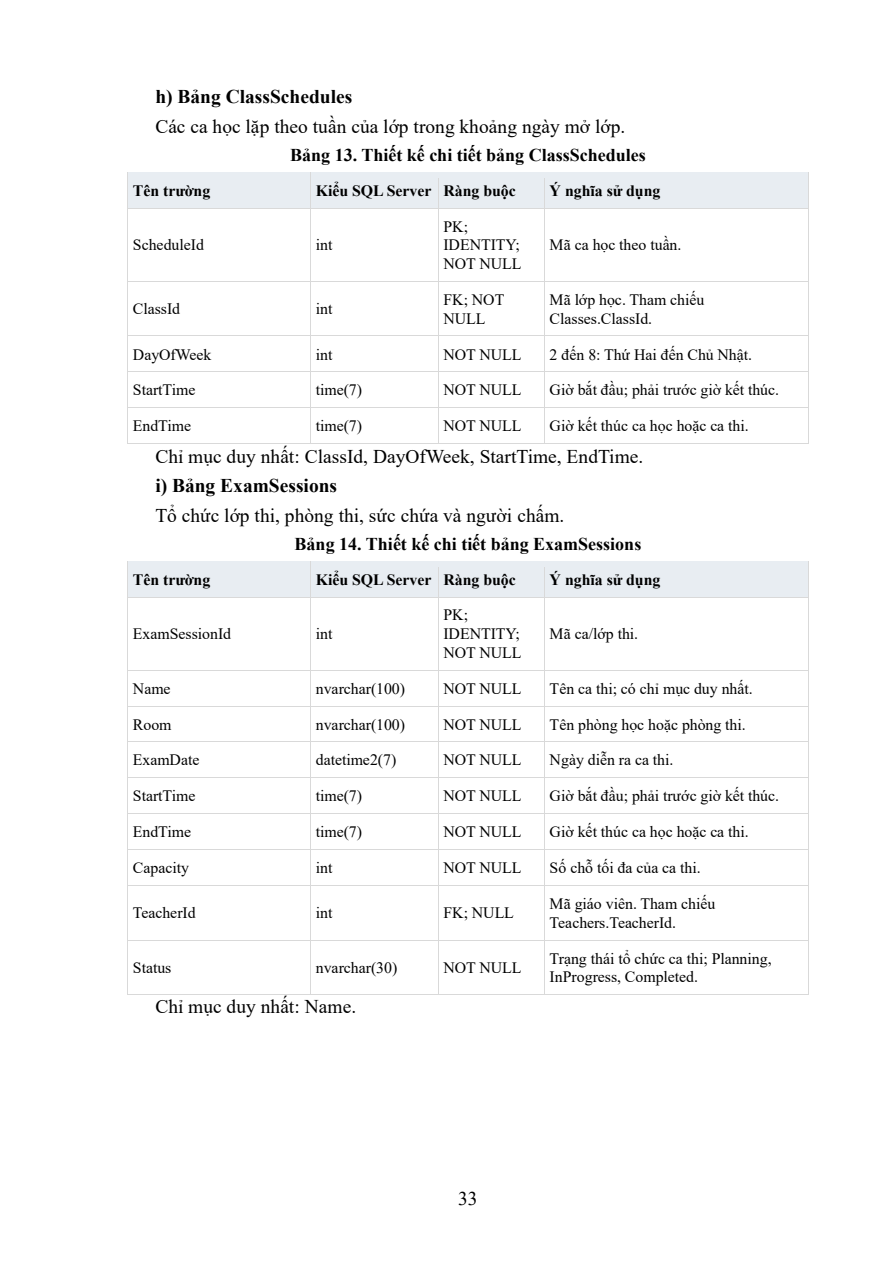 h) Bảng ClassSchedules
Các ca học lặp theo tuần của lớp trong khoảng ngày mở lớp.
Bảng 13. Thiết kế chi tiết bảng ClassSchedules
Tên trường Kiểu SQL Server Ràng buộc Ý nghĩa sử dụng
ScheduleId int PK; IDENTITY; NOT NULL Mã ca học theo tuần.
ClassId int FK; NOT NULL Mã lớp học. Tham chiếu Classes.ClassId.
DayOfWeek int NOT NULL 2 đến 8: Thứ Hai đến Chủ Nhật.
StartTime time(7) NOT NULL Giờ bắt đầu; phải trước giờ kết thúc.
EndTime time(7) NOT NULL Giờ kết thúc ca học hoặc ca thi.
Chỉ mục duy nhất: ClassId, DayOfWeek, StartTime, EndTime.
i) Bảng ExamSessions
Tổ chức lớp thi, phòng thi, sức chứa và người chấm.
Bảng 14. Thiết kế chi tiết bảng ExamSessions
Tên trường Kiểu SQL Server Ràng buộc Ý nghĩa sử dụng
ExamSessionId int PK; IDENTITY; NOT NULL Mã ca/lớp thi.
Name nvarchar(100) NOT NULL Tên ca thi; có chỉ mục duy nhất.
Room nvarchar(100) NOT NULL Tên phòng học hoặc phòng thi.
ExamDate datetime2(7) NOT NULL Ngày diễn ra ca thi.
StartTime time(7) NOT NULL Giờ bắt đầu; phải trước giờ kết thúc.
EndTime time(7) NOT NULL Giờ kết thúc ca học hoặc ca thi.
Capacity int NOT NULL Số chỗ tối đa của ca thi.
TeacherId int FK; NULL Mã giáo viên. Tham chiếu Teachers.TeacherId.
Status nvarchar(30) NOT NULL Trạng thái tổ chức ca thi; Planning, InProgress, Completed.
Chỉ mục duy nhất: Name.
33